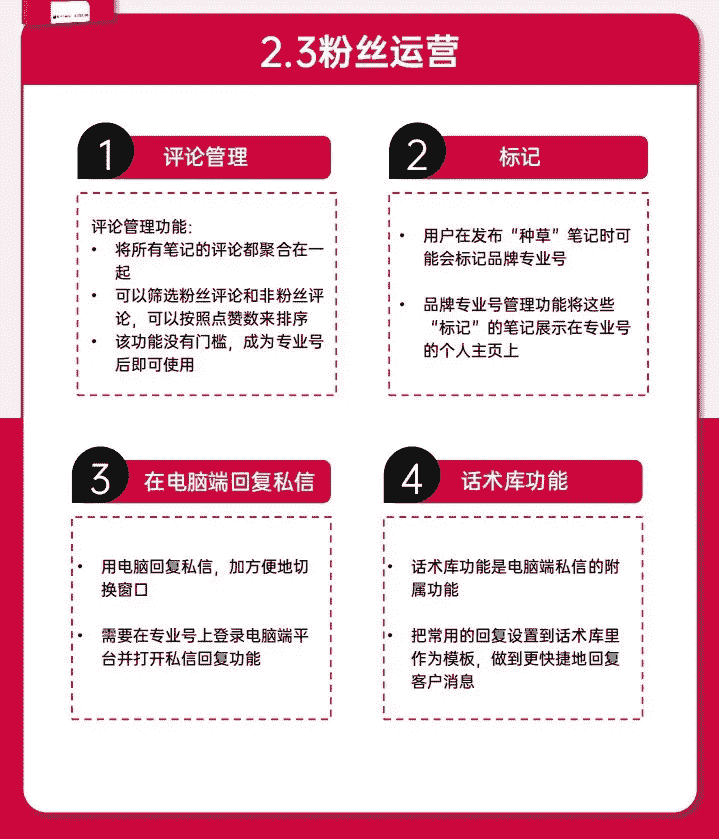 2.3粉丝运营
1
评论管理
评论管理功能:
• 将所有笔记的评论都聚合在一
起
• 可以筛选粉丝评论和非粉丝评
论，可以按照点赞数来排序
• 该功能没有门槛，成为专业号
后即可使用
2
标记
• 用户在发布“种草”笔记时可
能会标记品牌专业号
• 品牌专业号管理功能将这些
“标记”的笔记展示在专业号
的个人主页上
3
在电脑端回复私信
• 用电脑回复私信，加方便地切
换窗口
• 需要在专业号上登录电脑端平
台并打开私信回复功能
4
话术库功能
• 话术库功能是电脑端私信的附
属功能
• 把常用的回复设置到话术库里
作为模板，做到更快捷地回复
客户消息